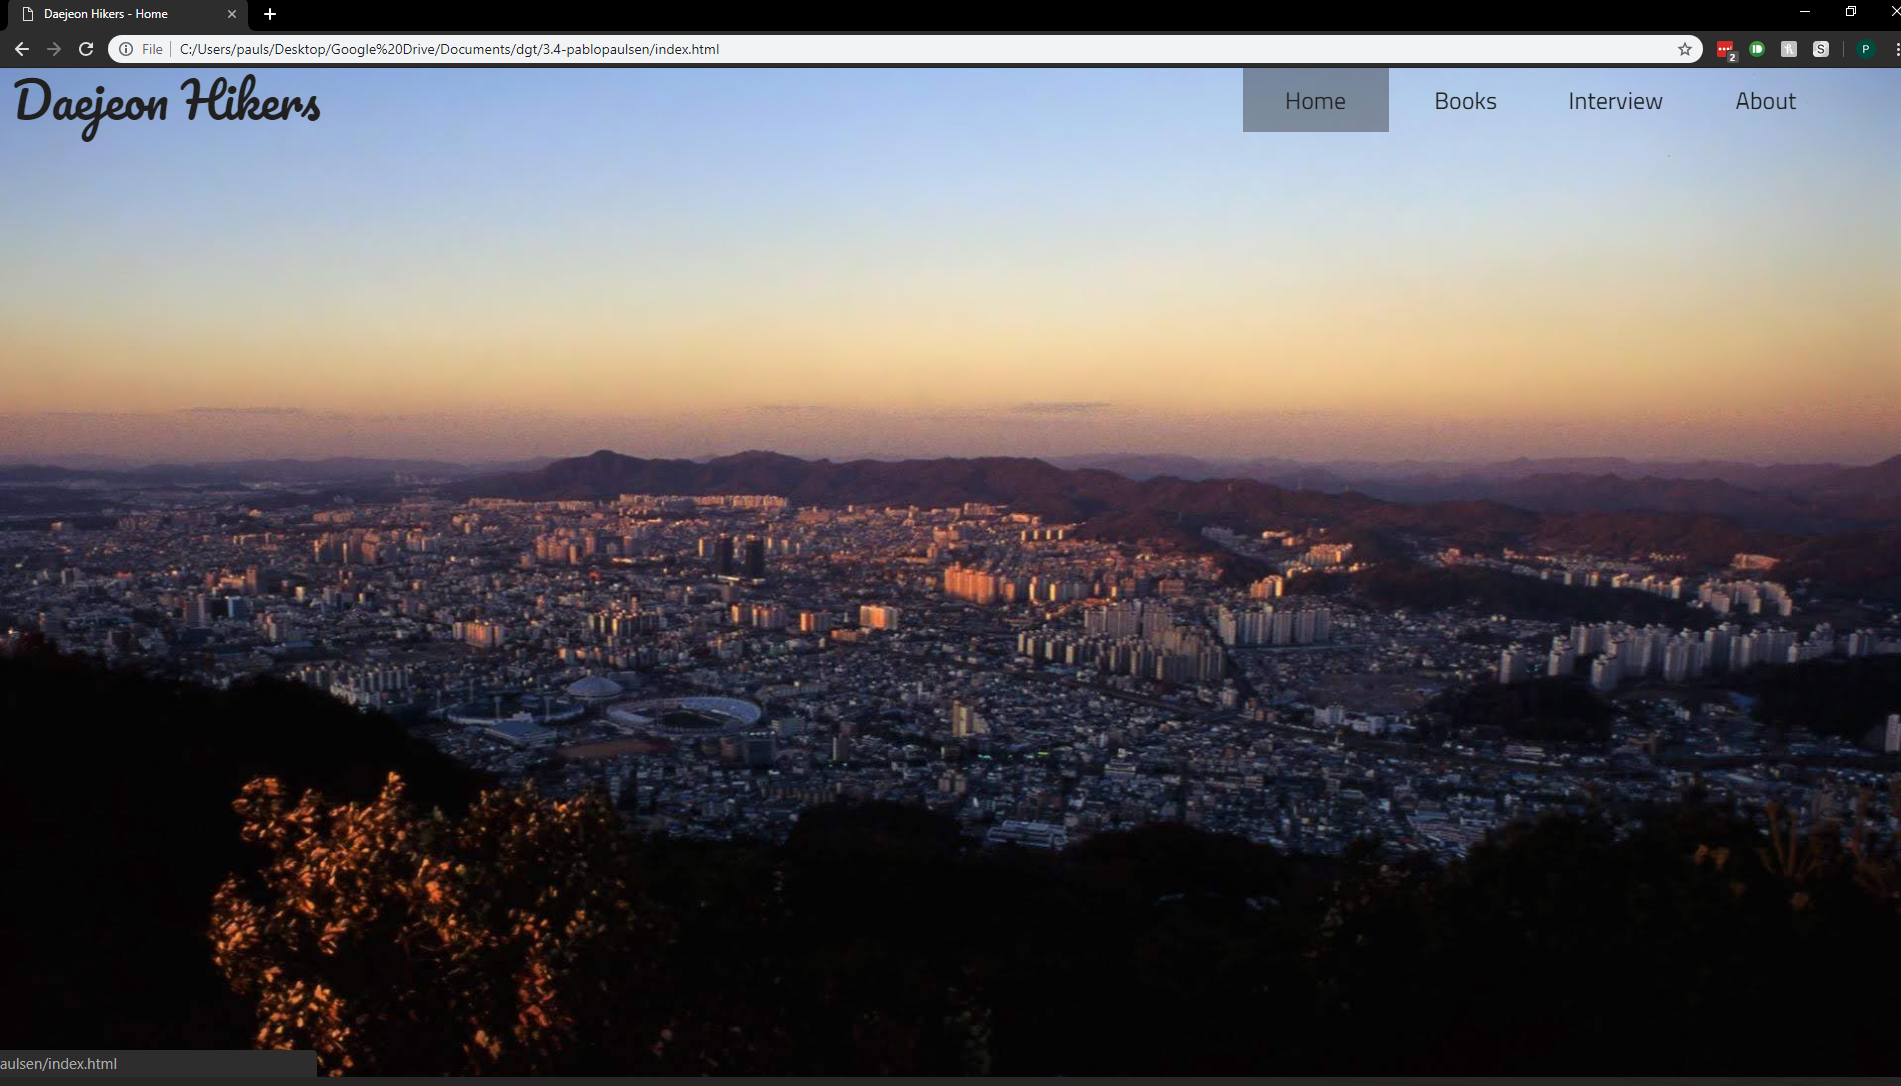 Daejeon Hikers - Home
File C:/Users/pauls/Desktop/Google%20Drive/Documents/dgt/3.4-pablopaulsen/index.html
2
S
P
Daejeon Hikers
Home Books Interview About
aulsen/index.html